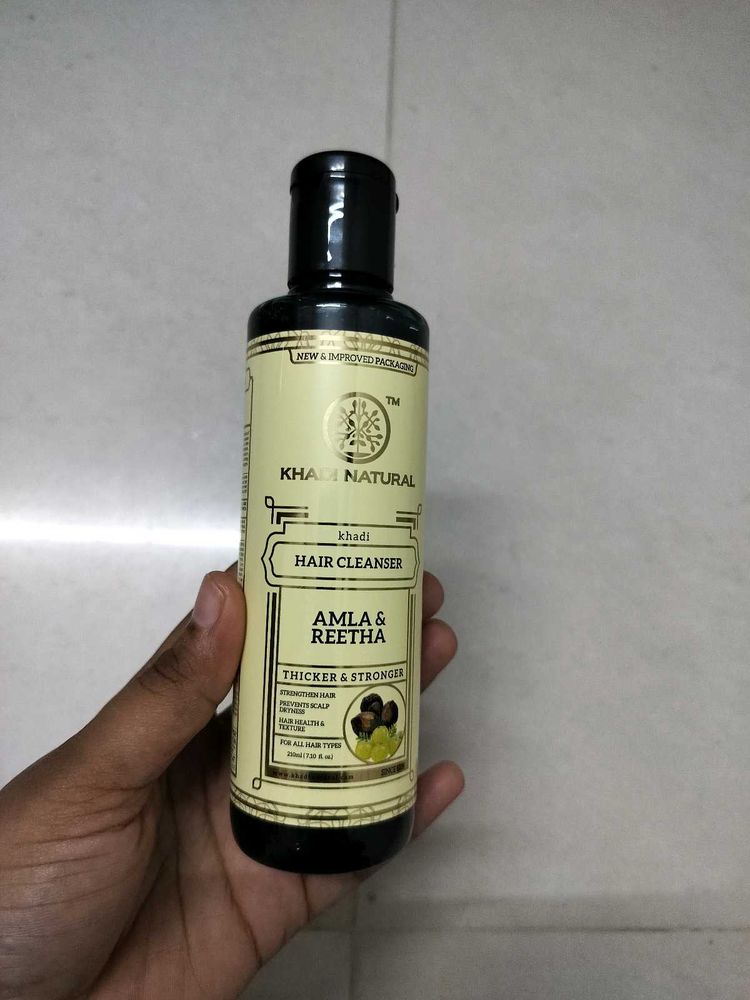 NEW & IMPROVED PACKAGING
TM
KHADI NATURAL
khadi
HAIR CLEANSER
AMLA &
REETHA
THICKER & STRONGER
STRENGTHEN HAIR
PREVENTS SCALP
DRYNESS
HAIR HEALTH &
TEXTURE
FOR ALL HAIR TYPES
210ml (7.10 fl. oz.)
SINCE